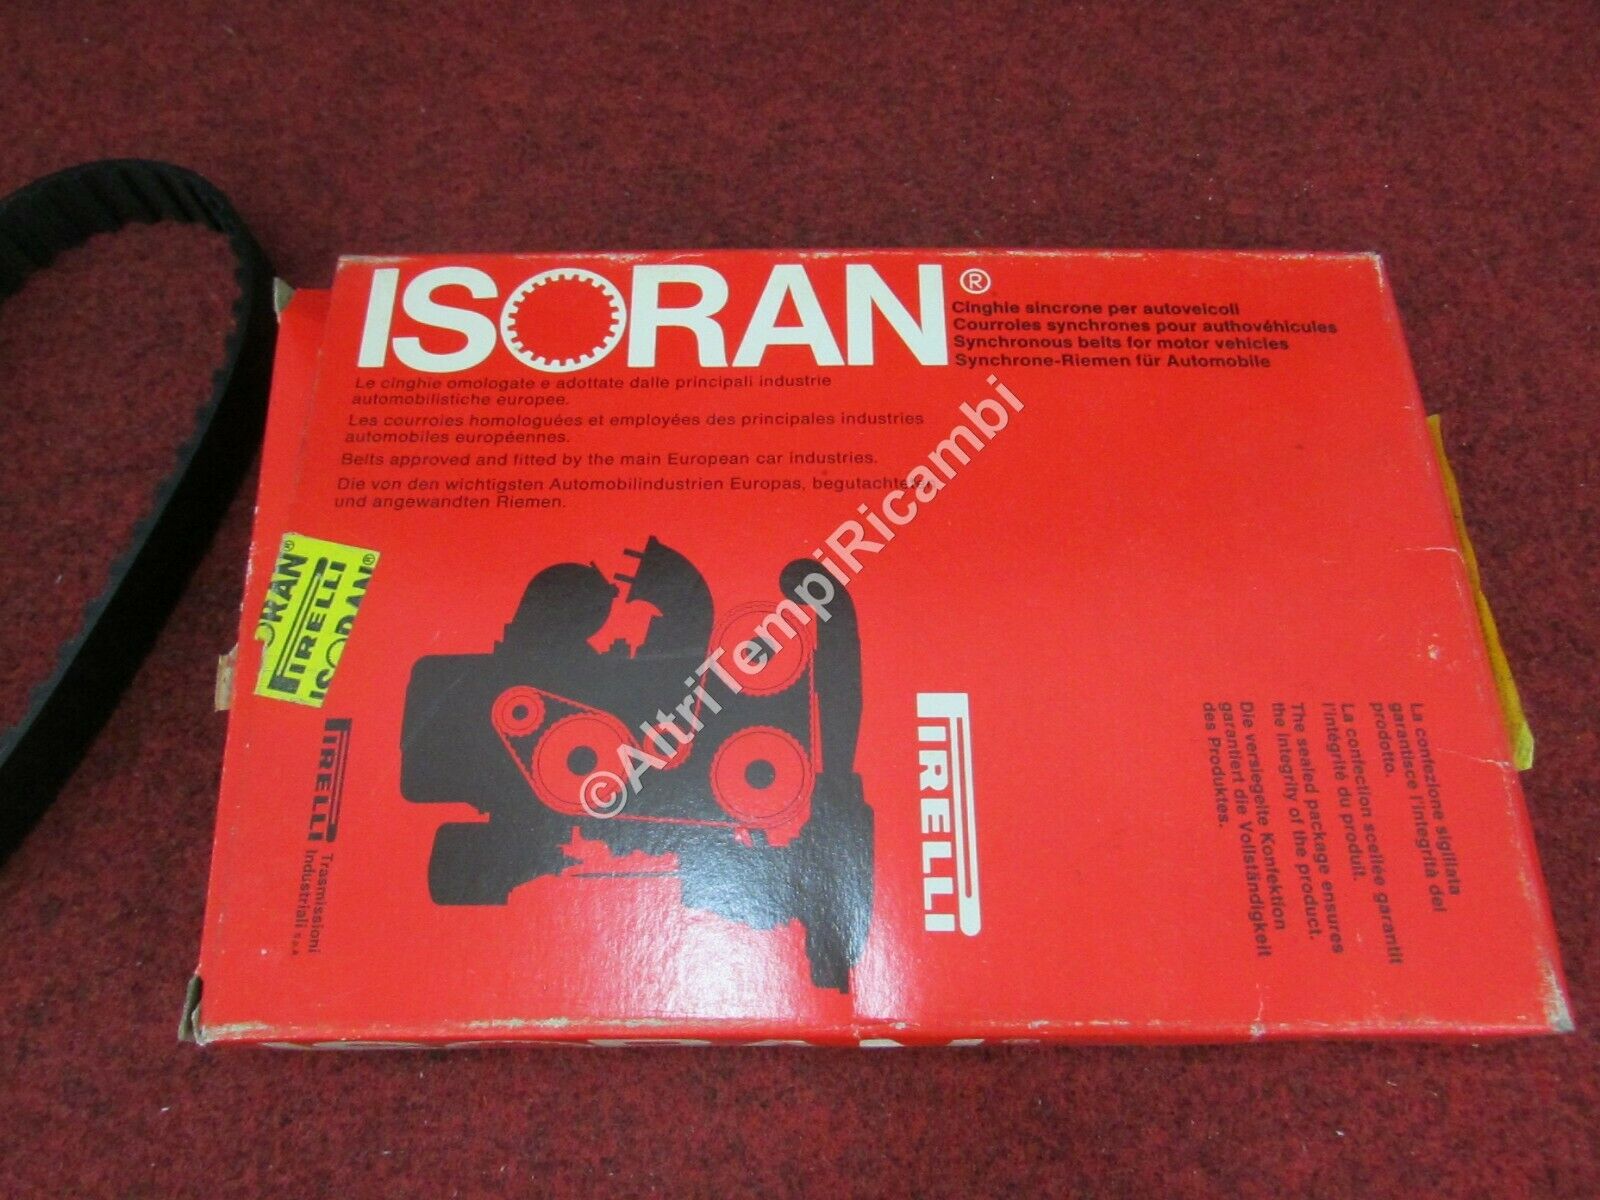 ISORAN®
Cinghie sincrone per autoveicoli
Courroies synchrones pour authovéhicules
Synchronous belts for motor vehicles
Synchrone-Riemen für Automobile
Le cinghie omologate e adottate dalle principali industrie
automobilistiche europee.
Les courroies homologuées et employées des principales industries
automobiles européennes.
Belts approved and fitted by the main European car industries.
Die von den wichtigsten Automobilindustrien Europas, begutachteten
und angewandten Riemen.
ORAN®
PIRELLI
ISORAN®
PIRELLI
Trasmissioni
Industriali s.p.a.
PIRELLI
La confezione sigillata
garantisce l'integrità del
prodotto.
La confection scellée garantit
l'intégrité du produit.
The sealed package ensures
the integrity of the product.
Die versiegelte Konfektion
garantiert die Vollständigkeit
des Produktes.
©AltriTempiRicambi